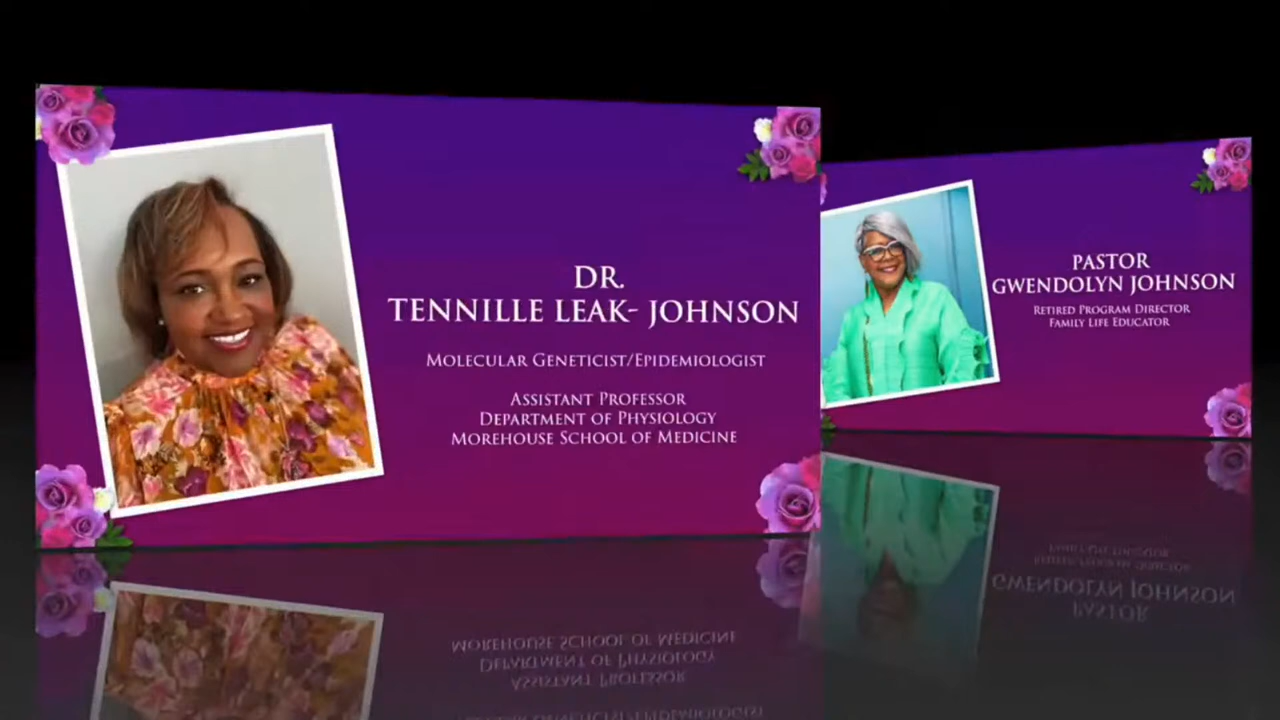 DR.
TENNILLE LEAK- JOHNSON
MOLECULAR GENETICIST/EPIDEMIOLOGIST
ASSISTANT PROFESSOR
DEPARTMENT OF PHYSIOLOGY
MOREHOUSE SCHOOL OF MEDICINE
PASTOR
GWENDOLYN JOHNSON
RETIRED PROGRAM DIRECTOR
FAMILY LIFE EDUCATOR